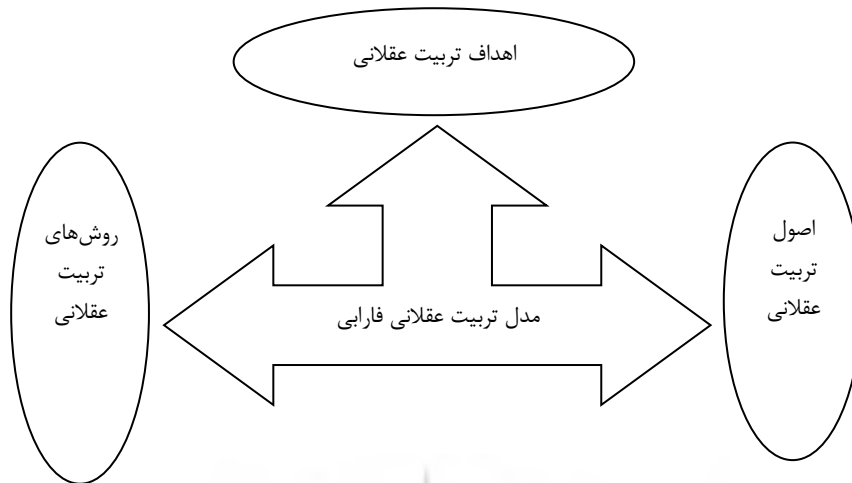 اهداف تربیت عقلانی
اصول
تربیت
عقلانی
روش‌های
تربیت
عقلانی
مدل تربیت عقلانی فارابی